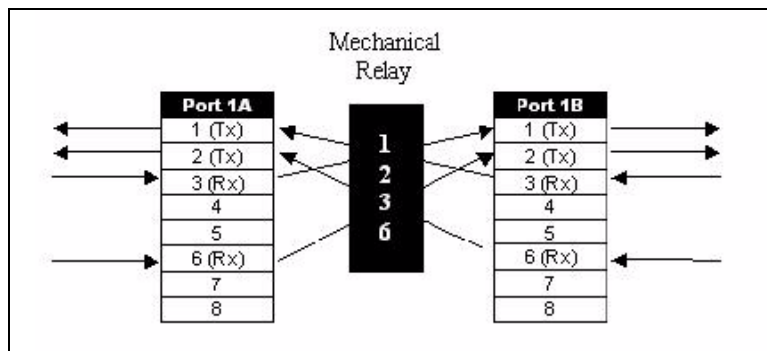 Mechanical
Relay
Port 1A
1 (Tx)
2 (Tx)
3 (Rx)
4
5
6 (Rx)
7
8
1
2
3
6
Port 1B
1 (Tx)
2 (Tx)
3 (Rx)
4
5
6 (Rx)
7
8